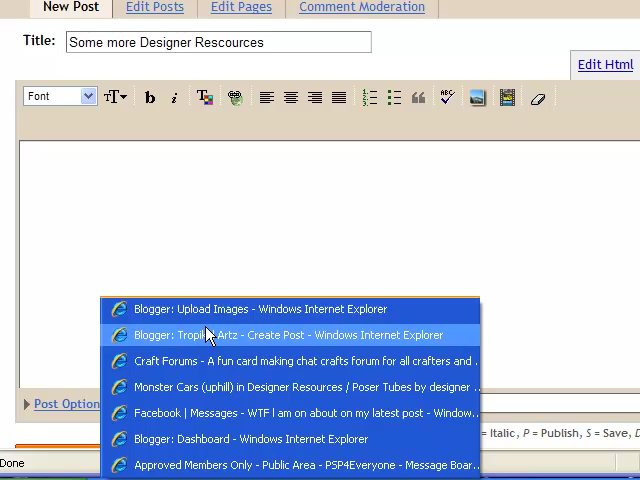 New Post
Edit Posts
Edit Pages
Comment Moderation
Title:
Some more Designer Rescources
Edit Html
Font
b
i
ABC
Blogger: Upload Images - Windows Internet Explorer
Blogger: Artz - Create Post - Windows Internet Explorer
Craft Forums - A fun card making chat crafts forum for all crafters and .
Monster Cars (uphill) in Designer Resources / Poser Tubes by designer ..
Facebook | Messages - WTF I am on about on my latest post - Window...
Blogger: Dashboard - Windows Internet Explorer
Approved Members Only - Public Area - PSP4Everyone - Message Boar...
Post Option
= Italic, P = Publish, S = Save, D
Done